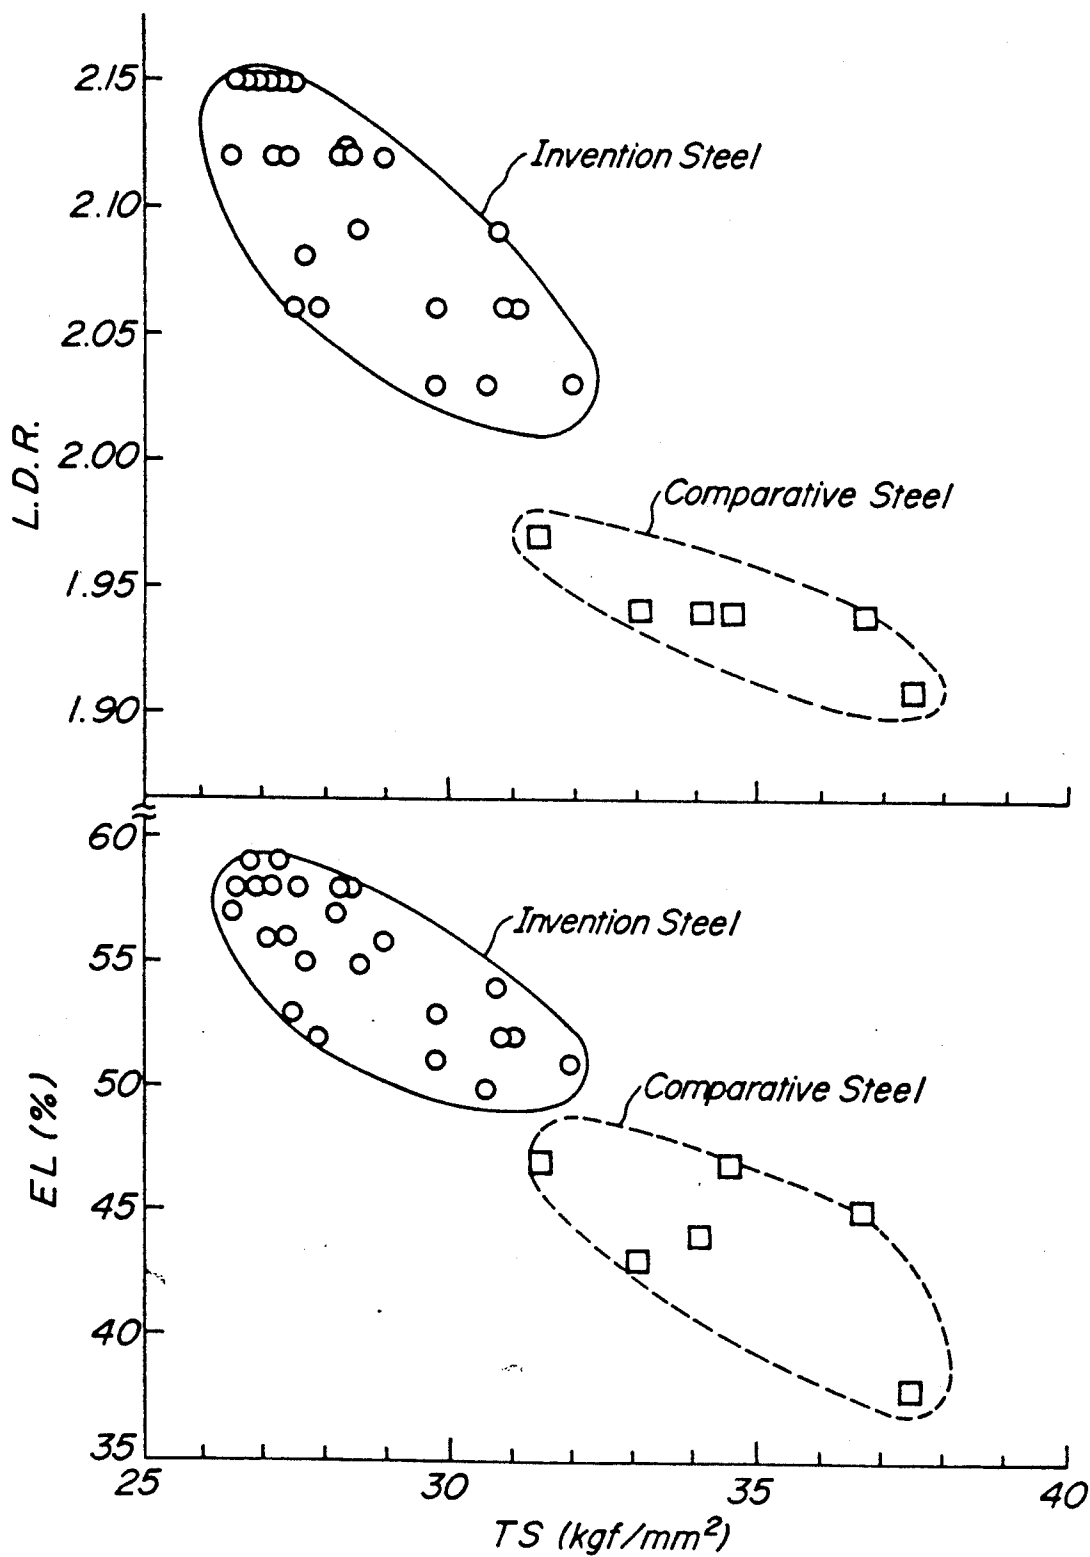 2.15
Invention Steel
2.10
2.05
L.D.R.
2.00
Comparative Steel
1.95
1.90
60
Invention Steel
55
50
Comparative Steel
EL (%)
45
40
35
25 30 35 40
TS (kgf/mm²)